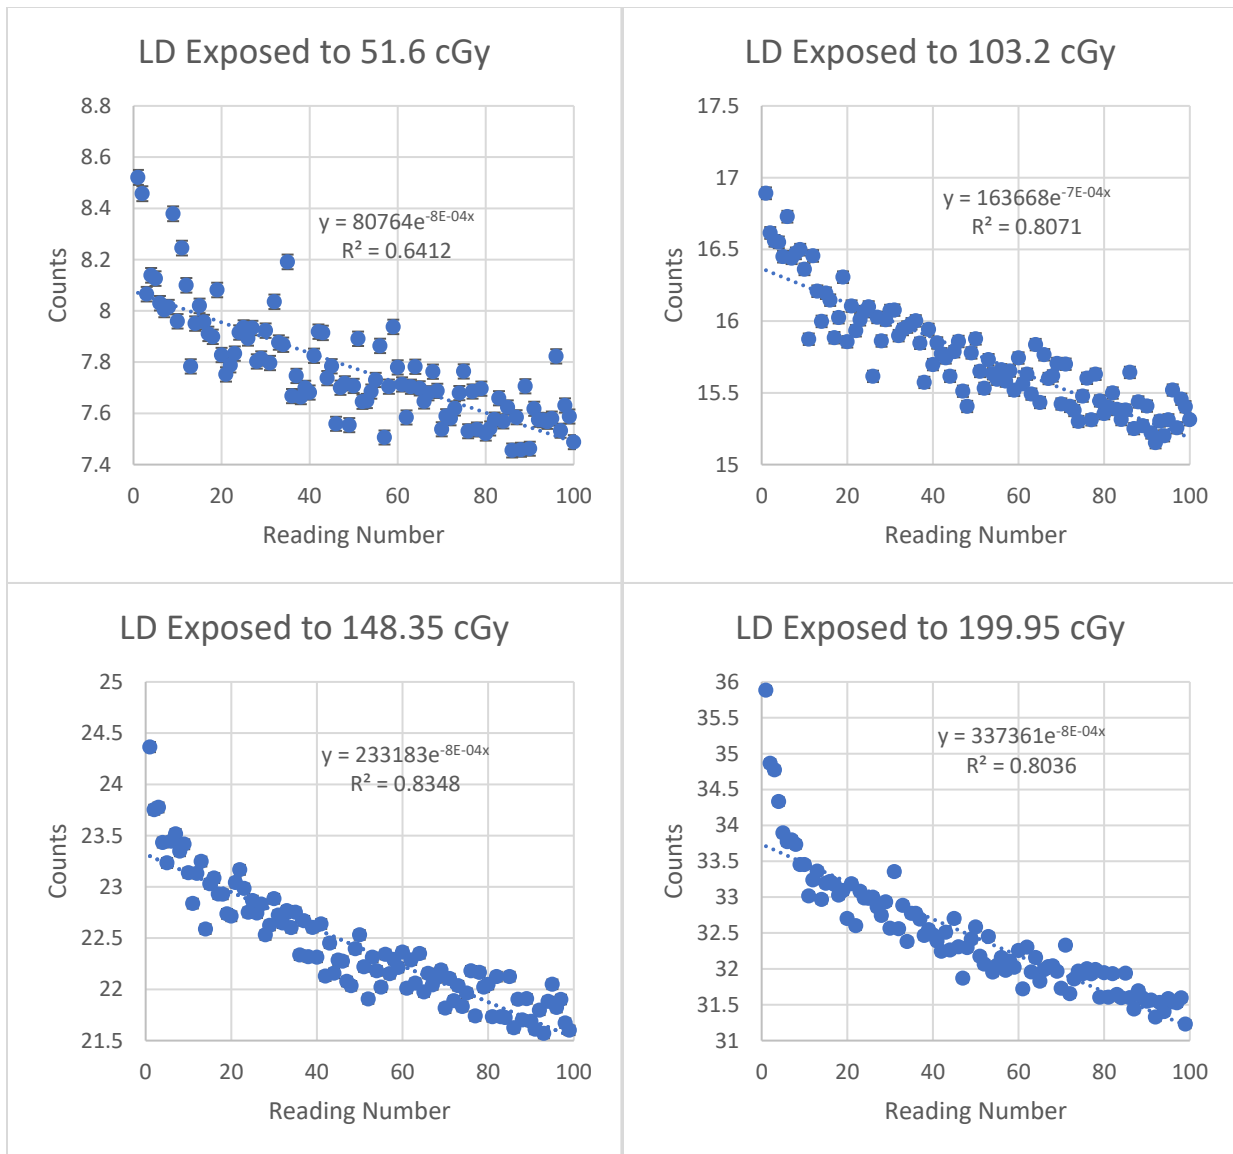 LD Exposed to 51.6 cGy
8.8
8.6
8.4
8.2
8
7.8
7.6
7.4
Counts
y = 80764e^-8E-04x
R² = 0.6412
0 20 40 60 80 100
Reading Number
LD Exposed to 103.2 cGy
17.5
17
16.5
16
15.5
15
Counts
y = 163668e^-7E-04x
R² = 0.8071
0 20 40 60 80 100
Reading Number
LD Exposed to 148.35 cGy
25
24.5
24
23.5
23
22.5
22
21.5
Counts
y = 233183e^-8E-04x
R² = 0.8348
0 20 40 60 80 100
Reading Number
LD Exposed to 199.95 cGy
36
35.5
35
34.5
34
33.5
33
32.5
32
31.5
31
Counts
y = 337361e^-8E-04x
R² = 0.8036
0 20 40 60 80 100
Reading Number